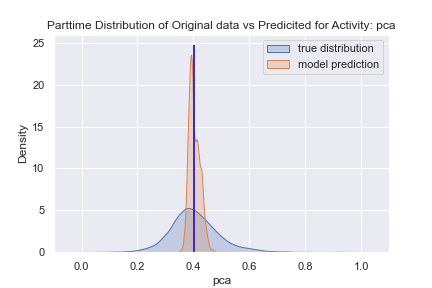 Parttime Distribution of Original data vs Predicited for Activity: pca
true distribution
model prediction
Density
25
20
15
10
5
0
0.0 0.2 0.4 0.6 0.8 1.0
pca